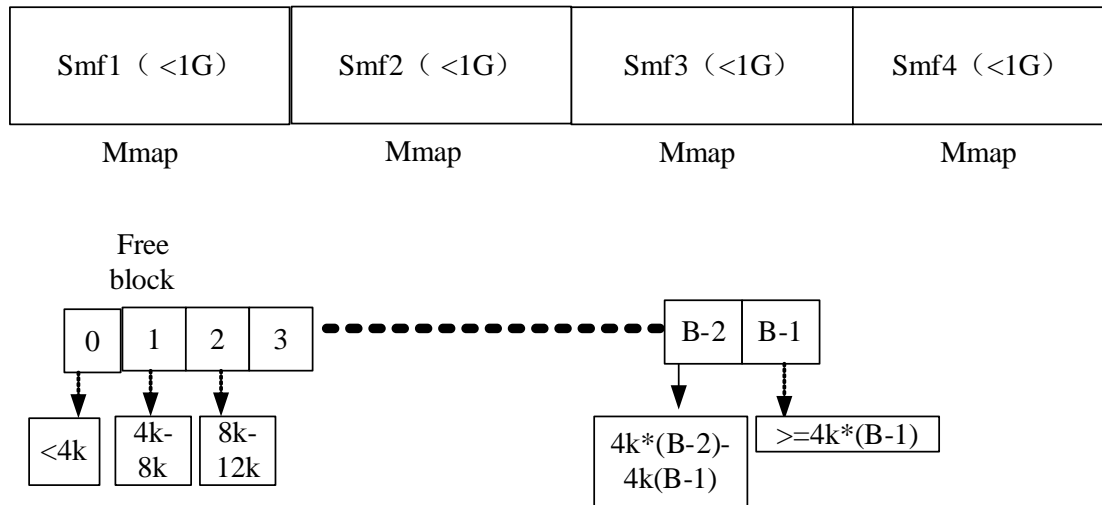 Smf1（ <1G） Smf2（ <1G） Smf3（<1G） Smf4（<1G）
Mmap Mmap Mmap Mmap
Free
block
0 1 2 3 B-2 B-1
<4k 4k- 8k- 4k*(B-2)- >=4k*(B-1)
8k 12k 4k(B-1)